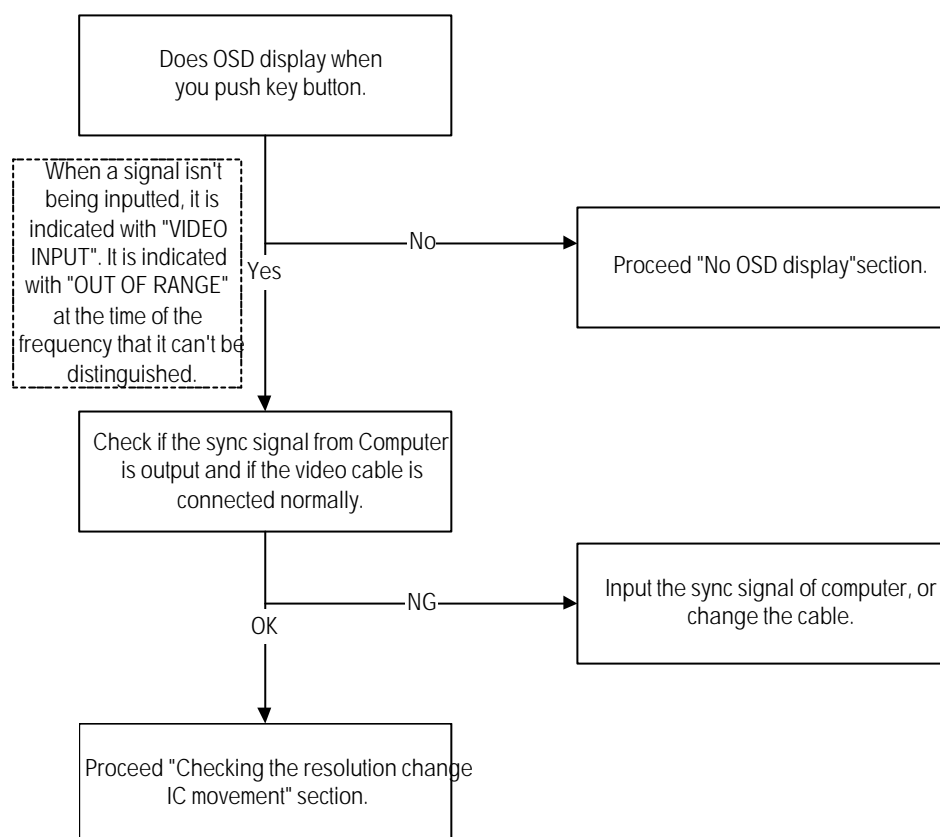 Does OSD display when
you push key button.
When a signal isn't
being inputted, it is
indicated with "VIDEO
INPUT". It is indicated
with "OUT OF RANGE"
at the time of the
frequency that it can't be
distinguished.
No
Yes
Proceed "No OSD display"section.
Check if the sync signal from Computer
is output and if the video cable is
connected normally.
NG
OK
Input the sync signal of computer, or
change the cable.
Proceed "Checking the resolution change
IC movement" section.